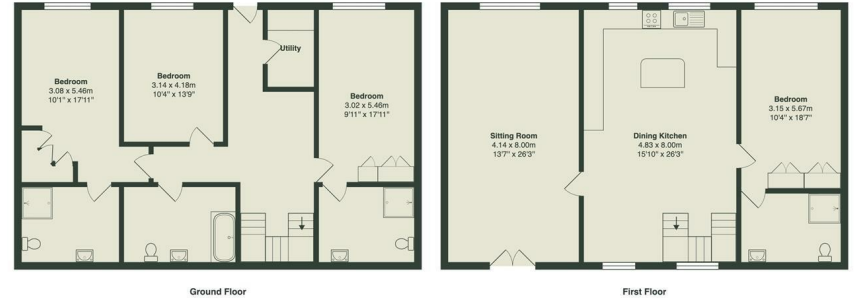 Bedroom
3.08 x 5.46m
10'1" x 17'11"
Bedroom
3.14 x 4.18m
10'4" x 13'9"
Utility
Bedroom
3.02 x 5.46m
9'11" x 17'11"
Ground Floor
Sitting Room
4.14 x 8.00m
13'7" x 26'3"
Dining Kitchen
4.83 x 8.00m
15'10" x 26'3"
Bedroom
3.15 x 5.67m
10'4" x 18'7"
First Floor